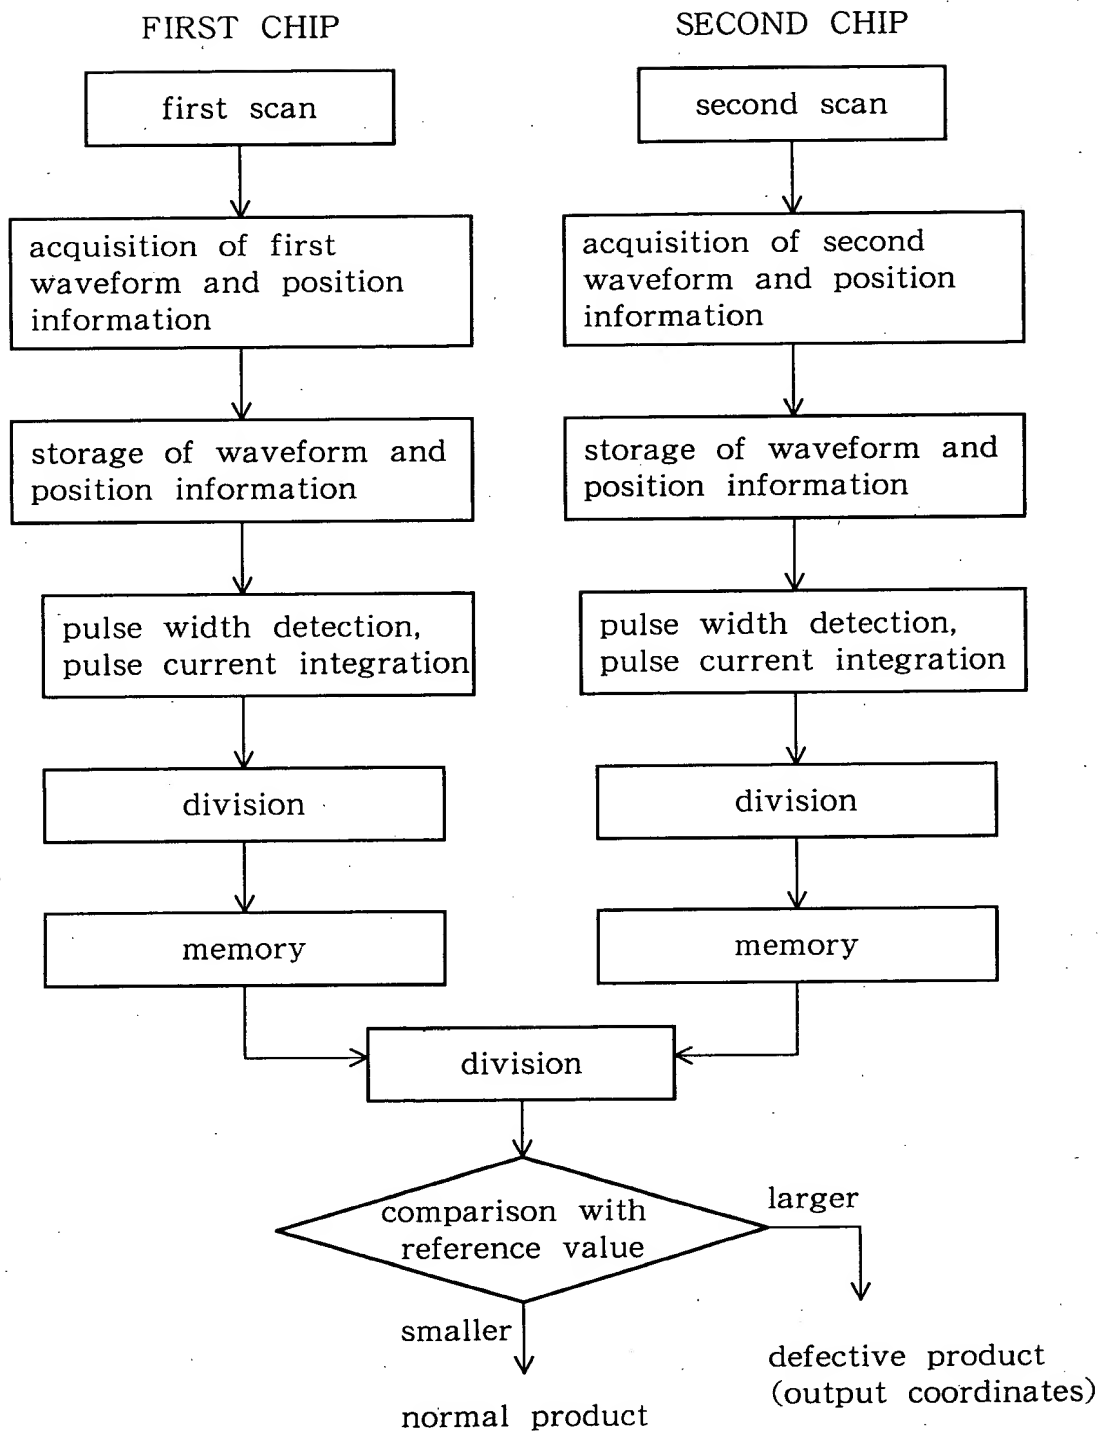 FIRST CHIP
first scan
acquisition of first
waveform and position
information
storage of waveform and
position information
pulse width detection,
pulse current integration
division
memory
SECOND CHIP
second scan
acquisition of second
waveform and position
information
storage of waveform and
position information
pulse width detection,
pulse current integration
division
memory
division
comparison with
reference value
larger
smaller
defective product
(output coordinates)
normal product